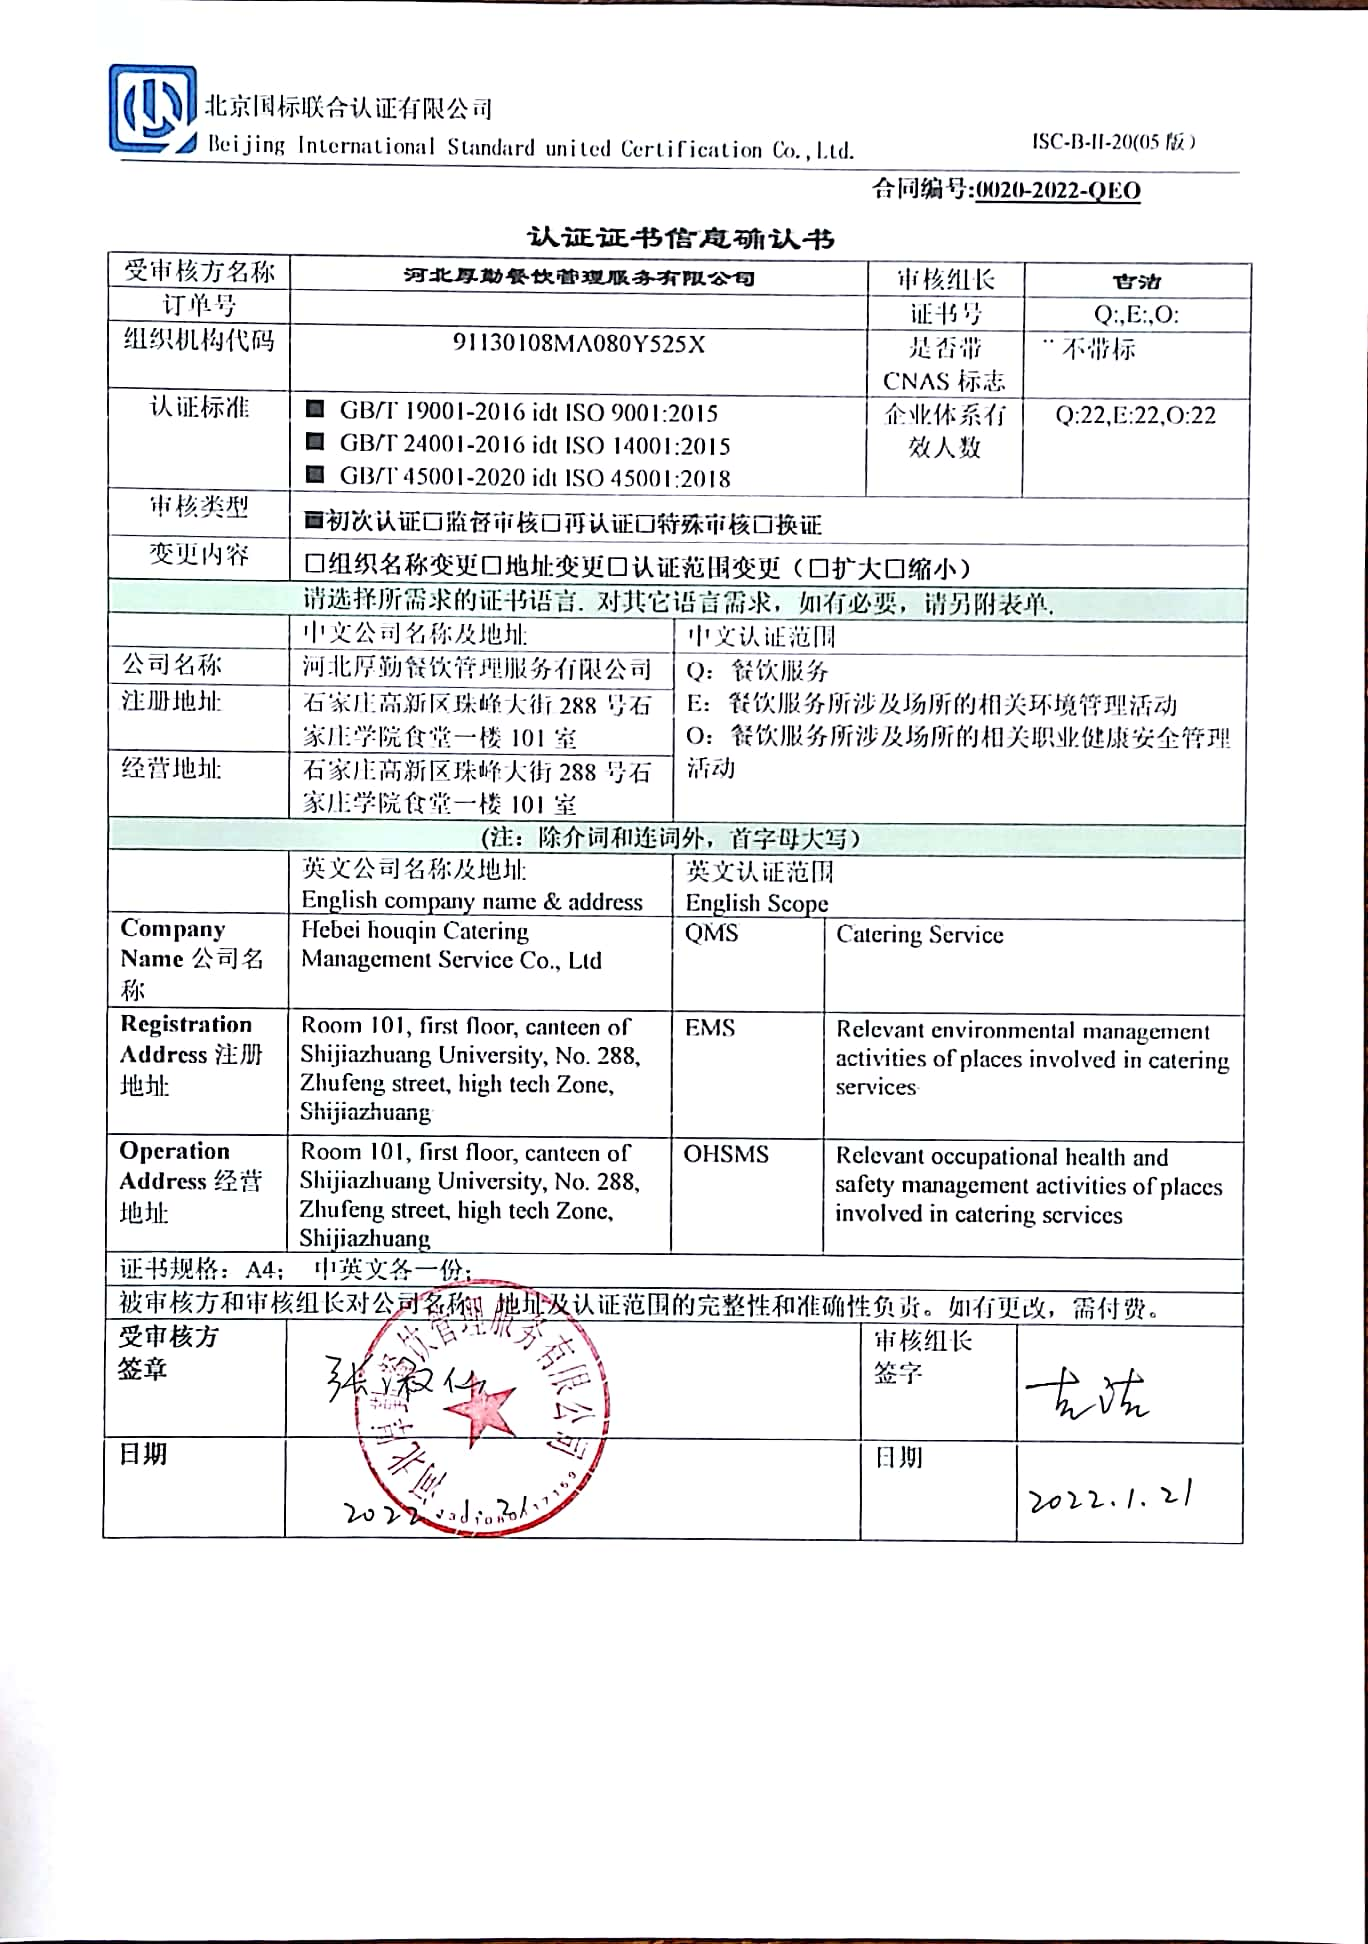 北京国标联合认证有限公司
Beijing International Standard united Certification Co.,Ltd.
ISC-B-II-20(05 版)
合同编号:0020-2022-QEO
认证证书信息确认书
受审核方名称 河北厚勤餐饮管理服务有限公司 审核组长 吉洁
订单号 证书号 Q:,E:,O:
组织机构代码 91130108MA080Y525X 是否带 ¨ 不带标
CNAS 标志
认证标准 ■ GB/T 19001-2016 idt ISO 9001:2015 企业体系有 Q:22,E:22,O:22
■ GB/T 24001-2016 idt ISO 14001:2015 效人数
■ GB/T 45001-2020 idt ISO 45001:2018
审核类型 ■初次认证□监督审核□再认证□特殊审核□换证
变更内容 □组织名称变更□地址变更□认证范围变更（□扩大□缩小）
请选择所需求的证书语言. 对其它语言需求，如有必要，请另附表单.
中文公司名称及地址 中文认证范围
公司名称 河北厚勤餐饮管理服务有限公司 Q：餐饮服务
注册地址 石家庄高新区珠峰大街 288 号石 E：餐饮服务所涉及场所的相关环境管理活动
家庄学院食堂一楼 101 室 O：餐饮服务所涉及场所的相关职业健康安全管理
经营地址 石家庄高新区珠峰大街 288 号石 活动
家庄学院食堂一楼 101 室
(注：除介词和连词外，首字母大写）
英文公司名称及地址 英文认证范围
English company name & address English Scope
Company Hebei houqin Catering QMS Catering Service
Name 公司名 Management Service Co., Ltd
称
Registration Room 101, first floor, canteen of EMS Relevant environmental management
Address 注册 Shijiazhuang University, No. 288, activities of places involved in catering
地址 Zhufeng street, high tech Zone, services
Shijiazhuang
Operation Room 101, first floor, canteen of OHSMS Relevant occupational health and
Address 经营 Shijiazhuang University, No. 288, safety management activities of places
地址 Zhufeng street, high tech Zone, involved in catering services
Shijiazhuang
证书规格：A4； 中英文各一份；
被审核方和审核组长对公司名称、地址及认证范围的完整性和准确性负责。如有更改，需付费。
受审核方 审核组长
签章 签字 吉洁
河北厚勤餐饮管理服务有限公司
日期 2022.1.21 日期 2022.1.21